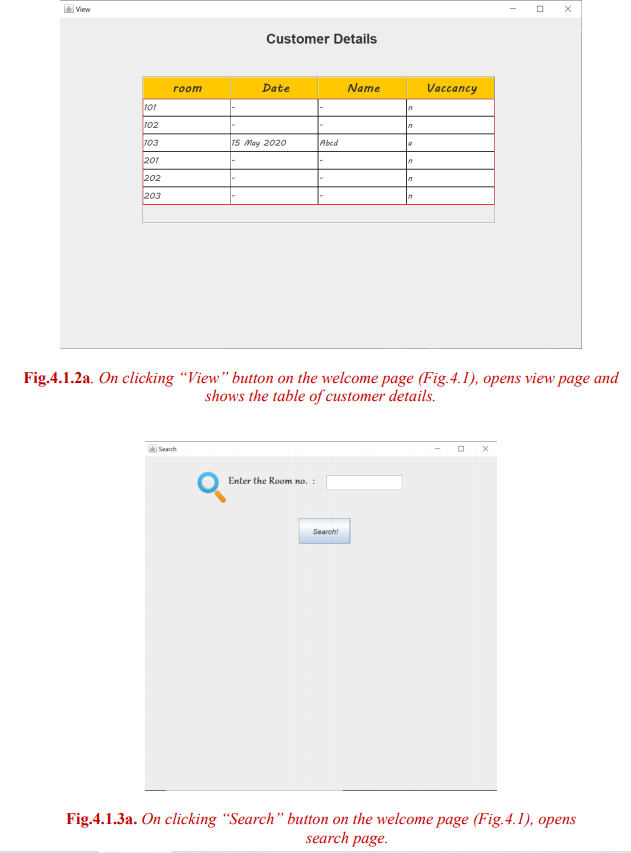 View
Customer Details
room Date Name Vaccancy
101 - - n
102 - - n
103 15 May 2020 Abcd a
201 - - n
202 - - n
203 - - n
Fig.4.1.2a. On clicking “View” button on the welcome page (Fig.4.1), opens view page and
shows the table of customer details.
Search
Enter the Room no. :
Search!
Fig.4.1.3a. On clicking “Search” button on the welcome page (Fig.4.1), opens
search page.